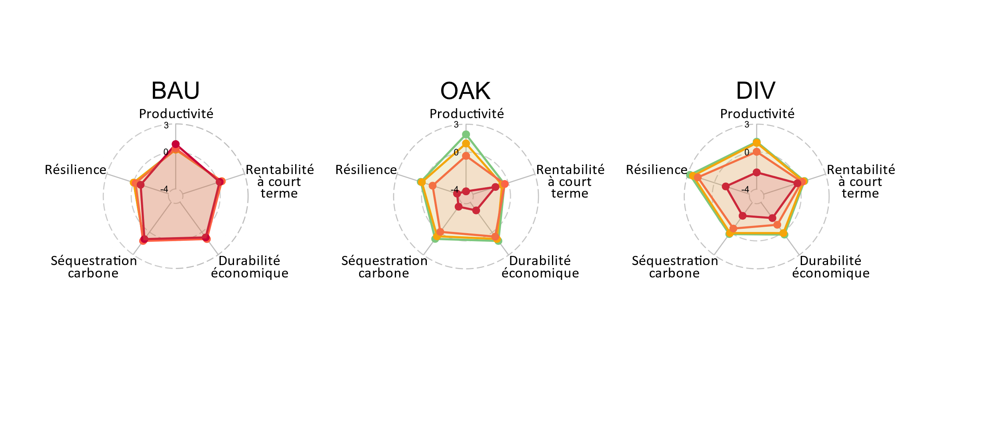 BAU
Productivité
3
0
-4
Résilience
Rentabilité
à court
terme
Séquestration
carbone
Durabilité
économique
OAK
Productivité
3
0
-4
Résilience
Rentabilité
à court
terme
Séquestration
carbone
Durabilité
économique
DIV
Productivité
3
0
-4
Résilience
Rentabilité
à court
terme
Séquestration
carbone
Durabilité
économique